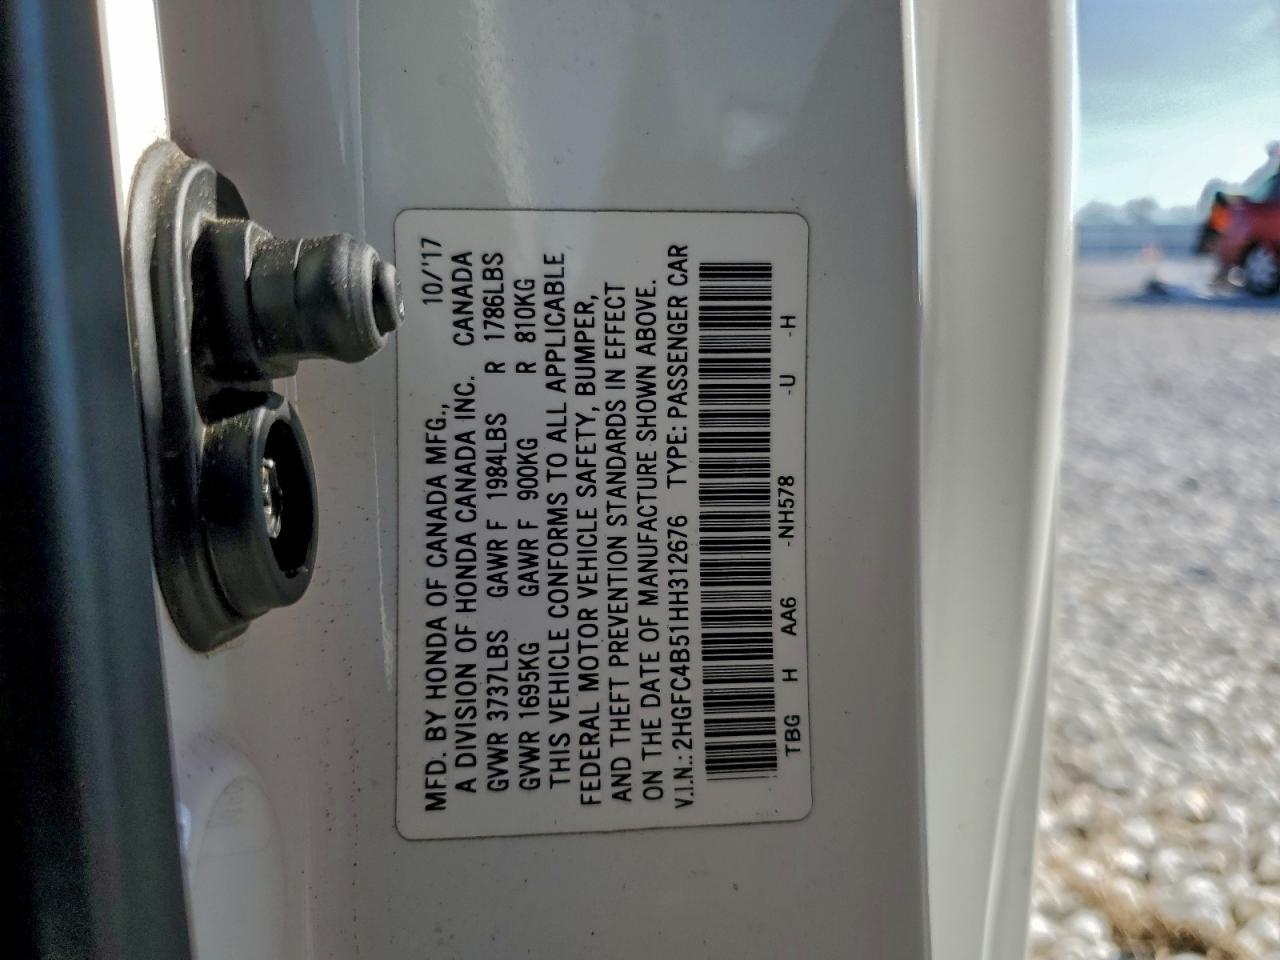 MFD. BY HONDA OF CANADA MFG., 10/'17
A DIVISION OF HONDA CANADA INC. CANADA
GVWR 3737LBS GAWR F 1984LBS R 1786LBS
GVWR 1695KG GAWR F 900KG R 810KG
THIS VEHICLE CONFORMS TO ALL APPLICABLE
FEDERAL MOTOR VEHICLE SAFETY, BUMPER,
AND THEFT PREVENTION STANDARDS IN EFFECT
ON THE DATE OF MANUFACTURE SHOWN ABOVE.
V.I.N.: 2HGFC4B51HH312676 TYPE: PASSENGER CAR
TBG H AA6 -NH578 -U -H